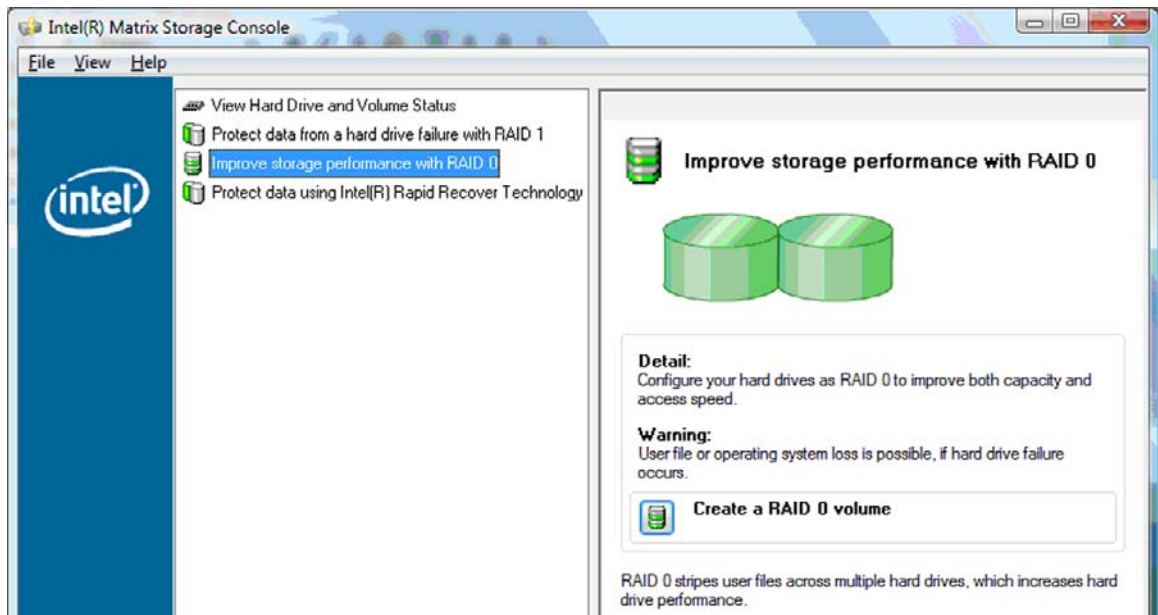 Intel(R) Matrix Storage Console
File View Help
intel
View Hard Drive and Volume Status
Protect data from a hard drive failure with RAID 1
Improve storage performance with RAID 0
Protect data using Intel(R) Rapid Recover Technology
Improve storage performance with RAID 0
Detail:
Configure your hard drives as RAID 0 to improve both capacity and
access speed.
Warning:
User file or operating system loss is possible, if hard drive failure
occurs.
Create a RAID 0 volume
RAID 0 stripes user files across multiple hard drives, which increases hard
drive performance.